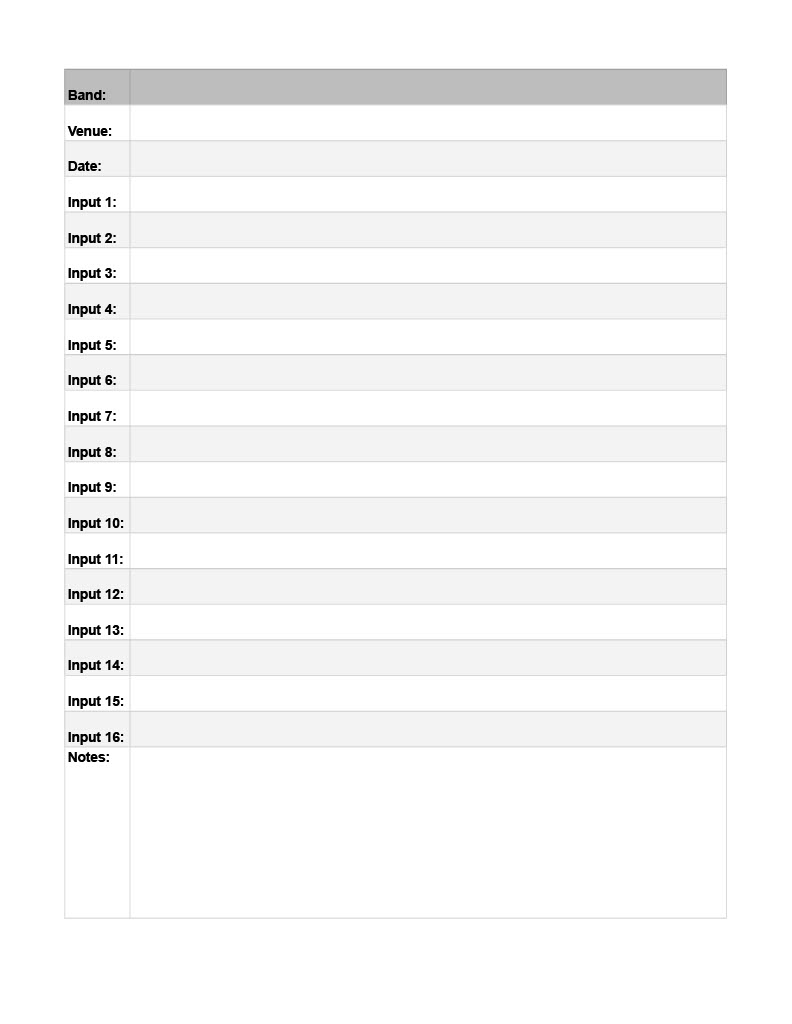 Band:
Venue:
Date:
Input 1:
Input 2:
Input 3:
Input 4:
Input 5:
Input 6:
Input 7:
Input 8:
Input 9:
Input 10:
Input 11:
Input 12:
Input 13:
Input 14:
Input 15:
Input 16:
Notes: